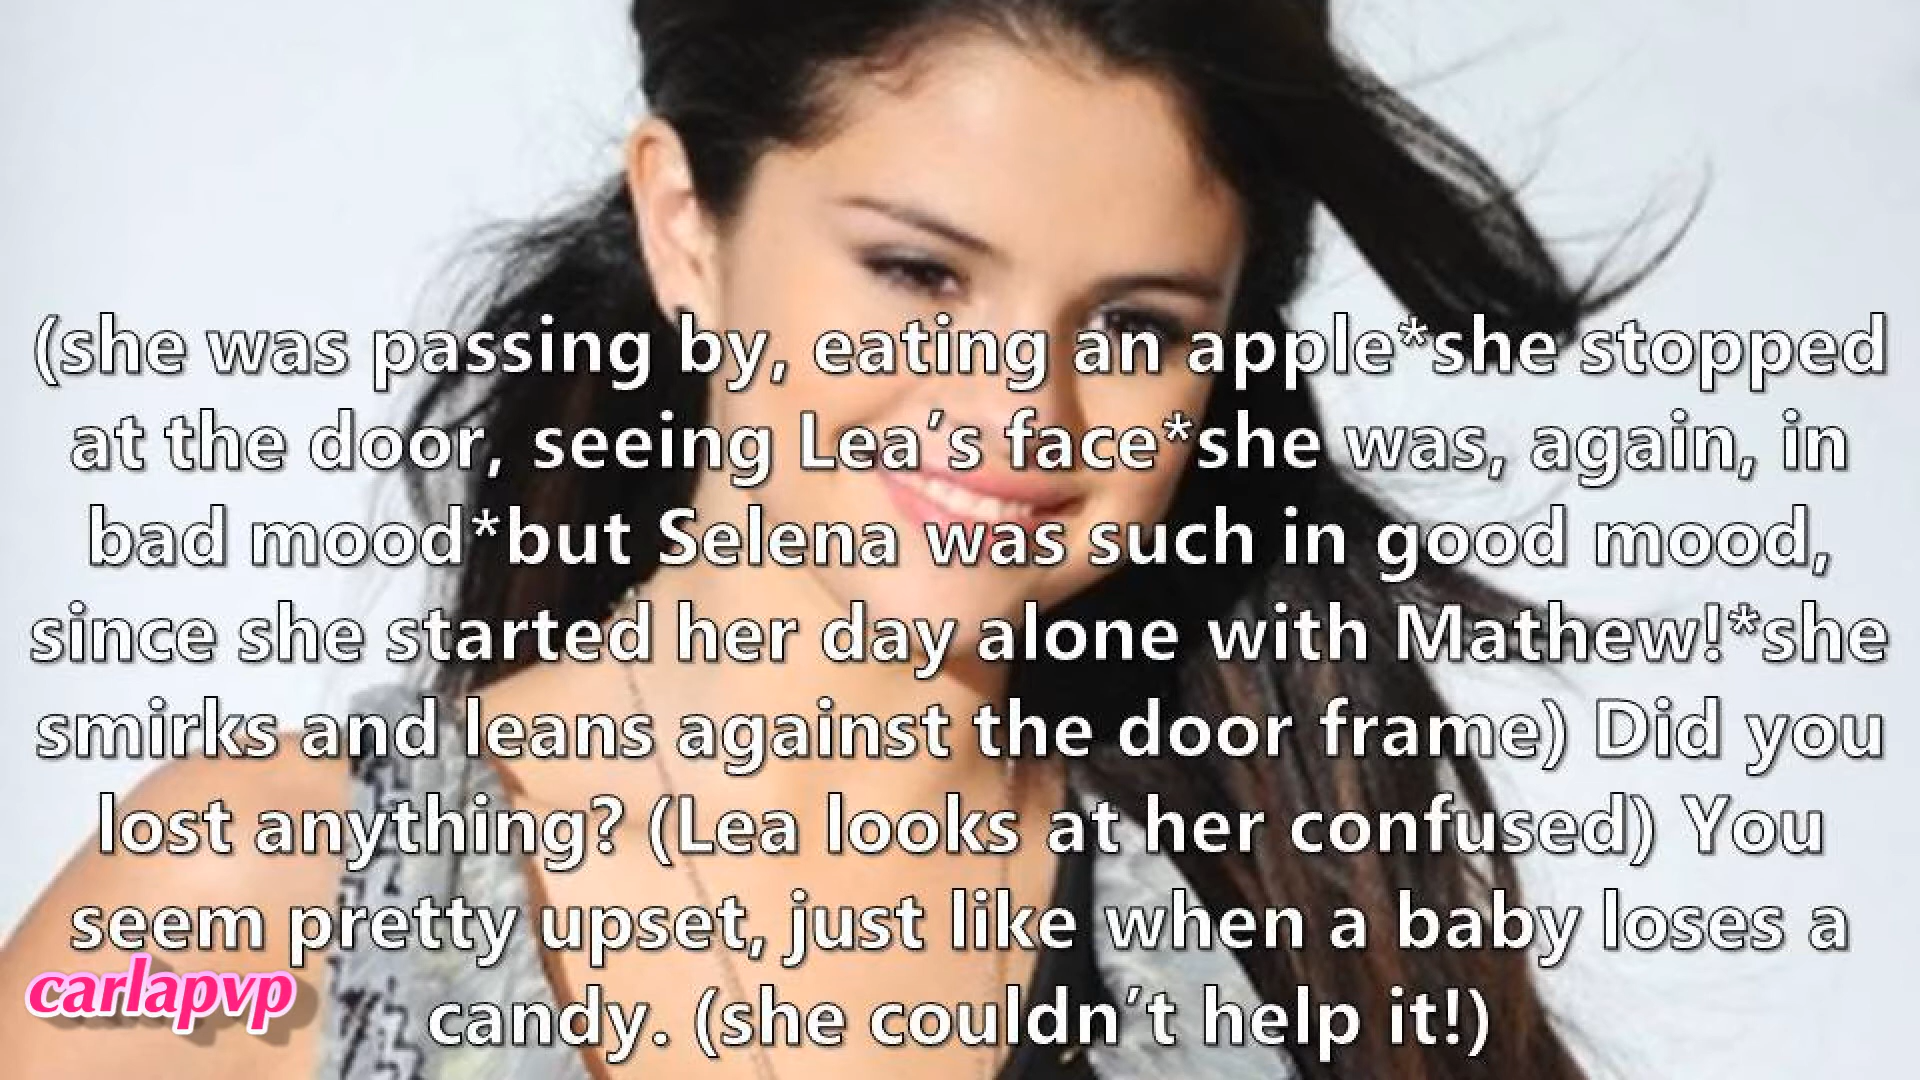 (she was passing by, eating an apple*she stopped
at the door, seeing Lea’s face*she was, again, in
bad mood*but Selena was such in good mood,
since she started her day alone with Mathew!*she
smirks and leans against the door frame) Did you
lost anything? (Lea looks at her confused) You
seem pretty upset, just like when a baby loses a
candy. (she couldn’t help it!)
carlapvp